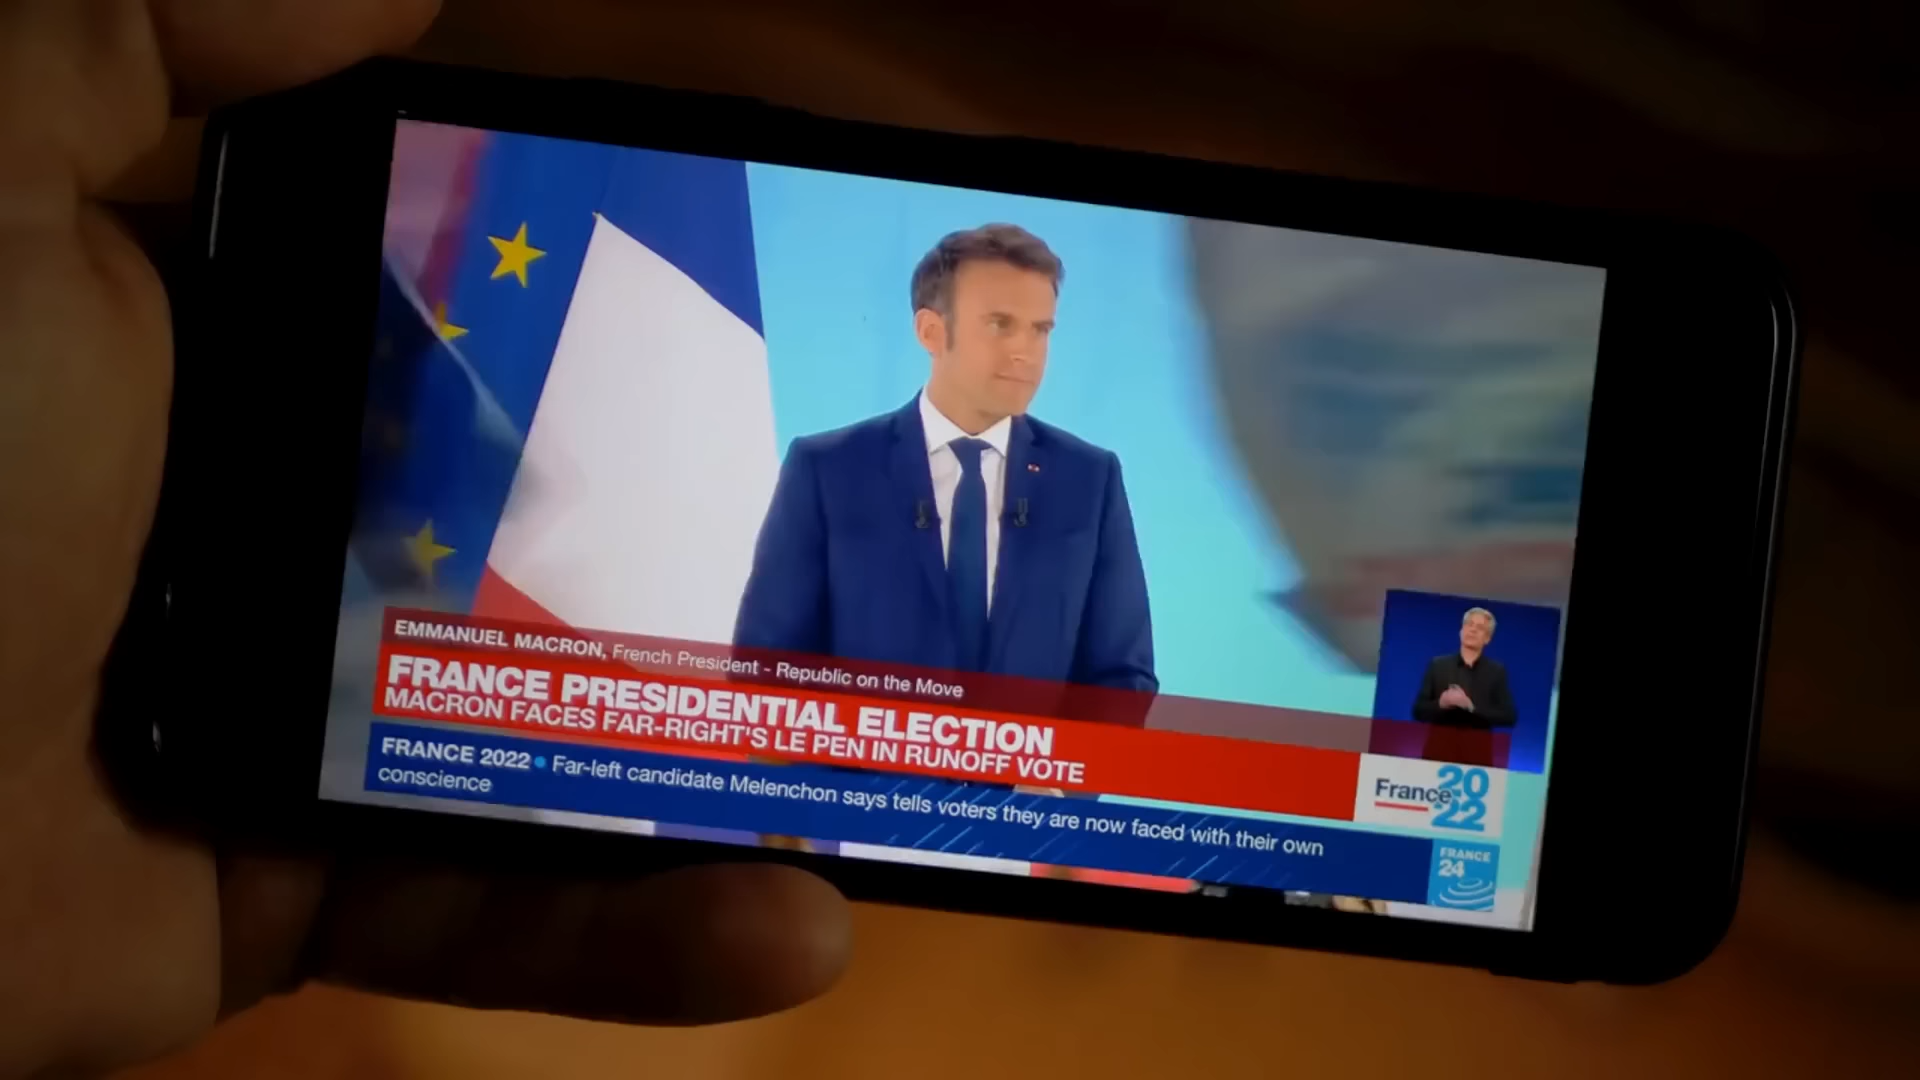 EMMANUEL MACRON, French President - Republic on the Move
FRANCE PRESIDENTIAL ELECTION
MACRON FACES FAR-RIGHT'S LE PEN IN RUNOFF VOTE
FRANCE 2022 • Far-left candidate Melenchon says tells voters they are now faced with their own
conscience
France 20
22
FRANCE
24